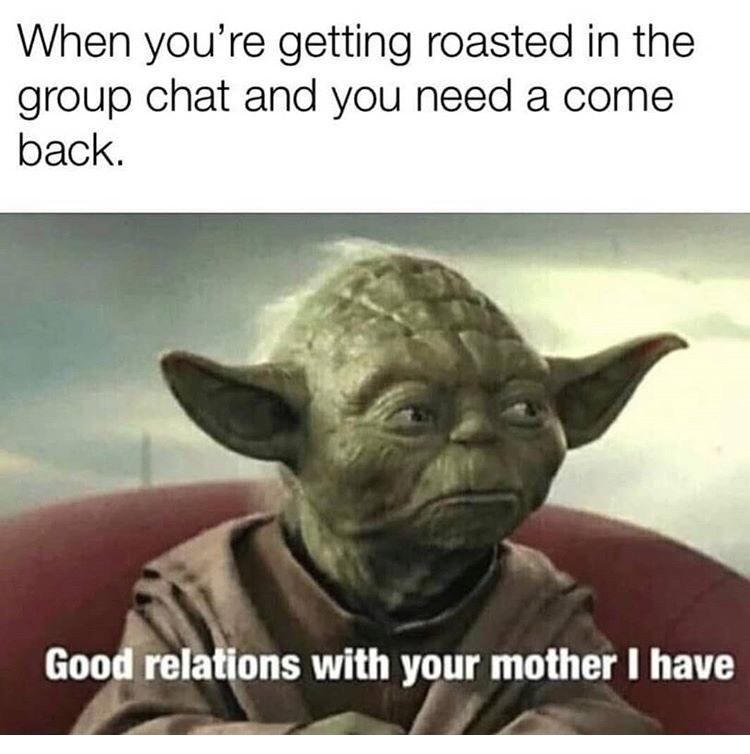 When you're getting roasted in the
group chat and you need a come
back.
Good relations with your mother I have